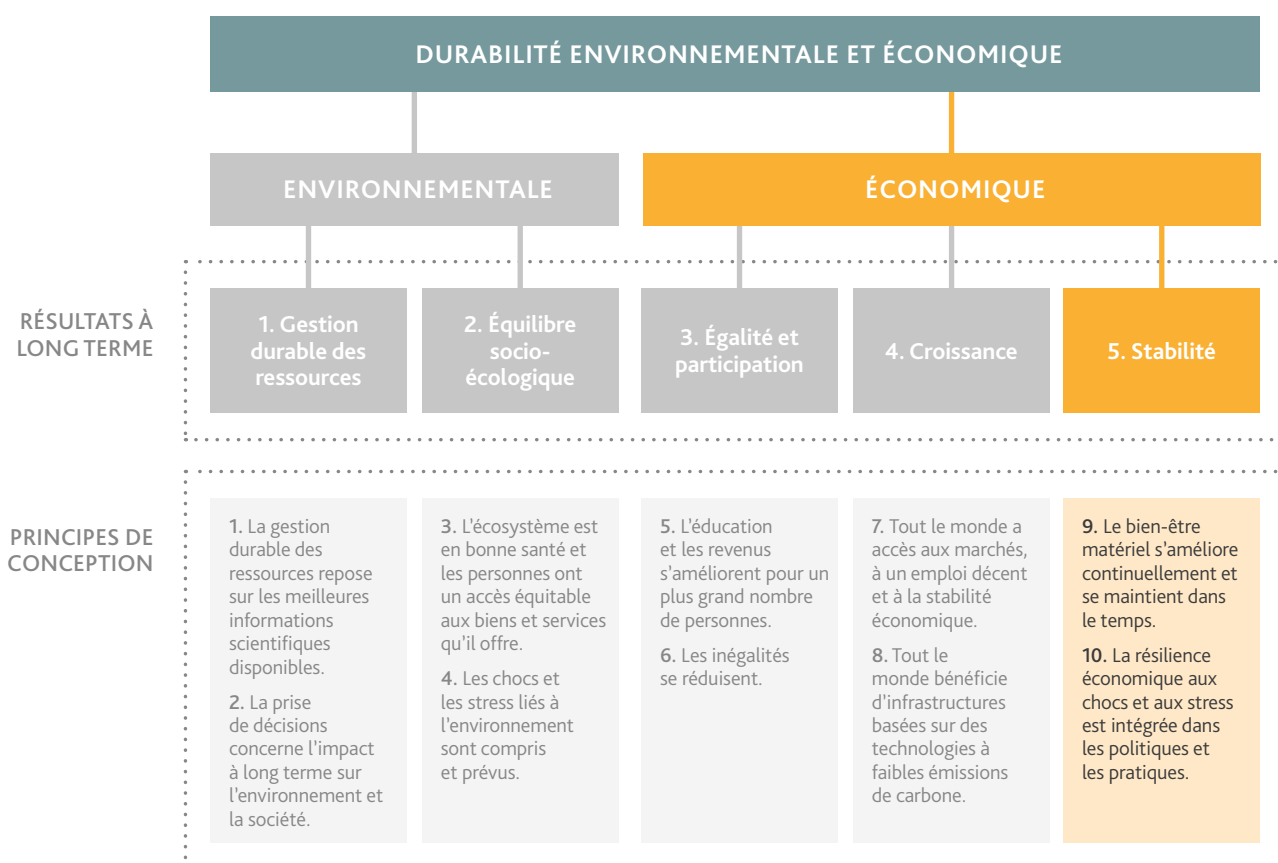 DURABILITÉ ENVIRONNEMENTALE ET ÉCONOMIQUE
ENVIRONNEMENTALE
ÉCONOMIQUE
RÉSULTATS À
LONG TERME
1. Gestion
durable des
ressources
2. Équilibre
socio-
écologique
3. Égalité et
participation
4. Croissance
5. Stabilité
PRINCIPES DE
CONCEPTION
1. La gestion
durable des
ressources repose
sur les meilleures
informations
scientifiques
disponibles.
2. La prise
de décisions
concerne l'impact
à long terme sur
l'environnement et
la société.
3. L'écosystème est
en bonne santé et
les personnes ont
un accès équitable
aux biens et services
qu'il offre.
4. Les chocs et
les stress liés à
l'environnement
sont compris
et prévus.
5. L'éducation
et les revenus
s'améliorent pour un
plus grand nombre
de personnes.
6. Les inégalités
se réduisent.
7. Tout le monde a
accès aux marchés,
à un emploi décent
et à la stabilité
économique.
8. Tout le
monde bénéficie
d'infrastructures
basées sur des
technologies à
faibles émissions
de carbone.
9. Le bien-être
matériel s'améliore
continuellement et
se maintient dans
le temps.
10. La résilience
économique aux
chocs et aux stress
est intégrée dans
les politiques et
les pratiques.